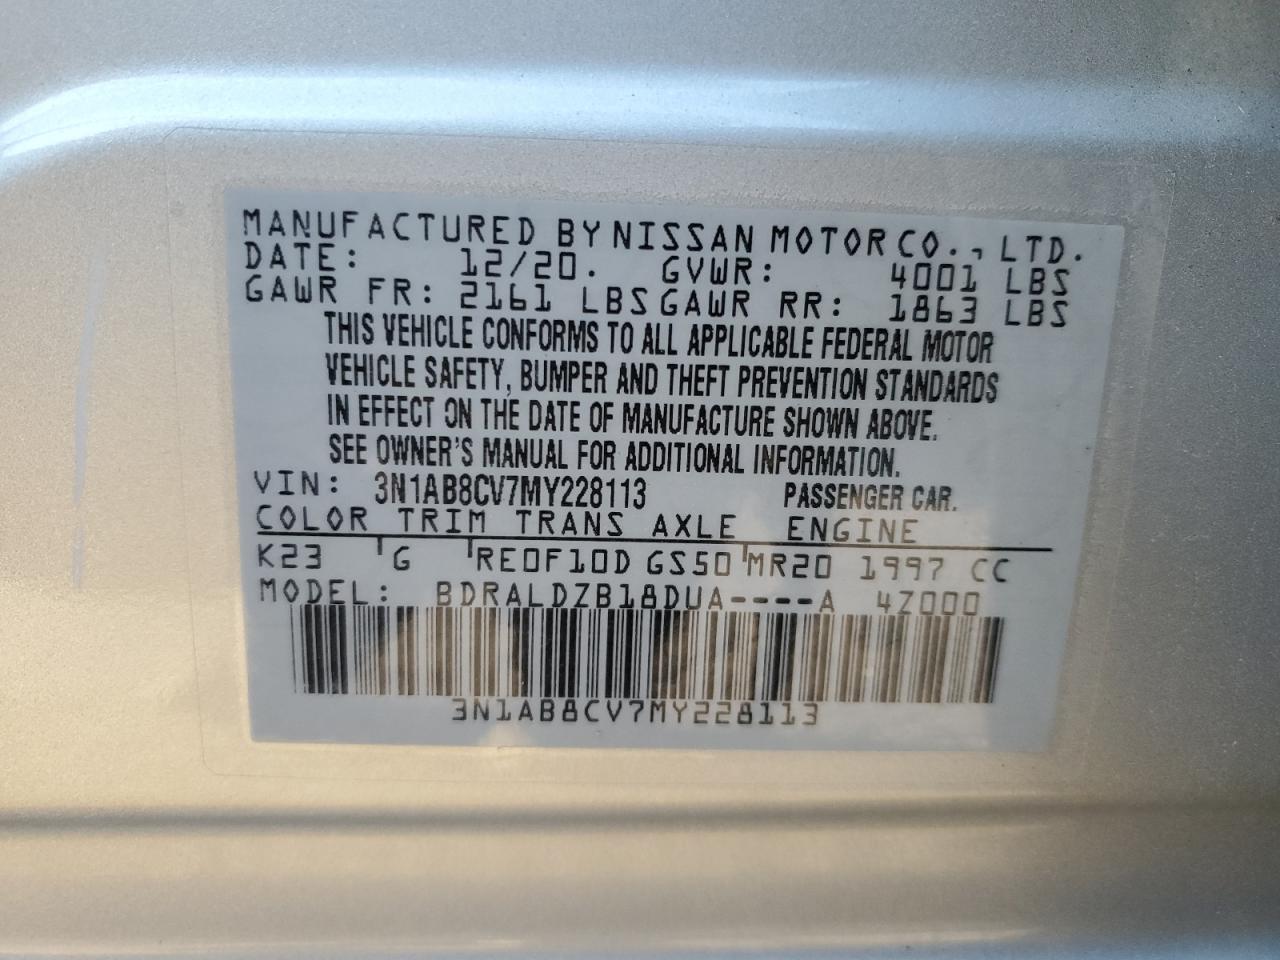 MANUFACTURED BY NISSAN MOTOR CO., LTD.
DATE: 12/20. GVWR: 4001 LBS
GAWR FR: 2161 LBS GAWR RR: 1863 LBS
THIS VEHICLE CONFORMS TO ALL APPLICABLE FEDERAL MOTOR
VEHICLE SAFETY, BUMPER AND THEFT PREVENTION STANDARDS
IN EFFECT ON THE DATE OF MANUFACTURE SHOWN ABOVE.
SEE OWNER'S MANUAL FOR ADDITIONAL INFORMATION.
VIN: 3N1AB8CV7MY228113 PASSENGER CAR.
COLOR TRIM TRANS AXLE ENGINE
K23 G RE0F10D GS50 MR20 1997 CC
MODEL: BDRALDZB18DUA----A 4Z000
3N1AB8CV7MY228113